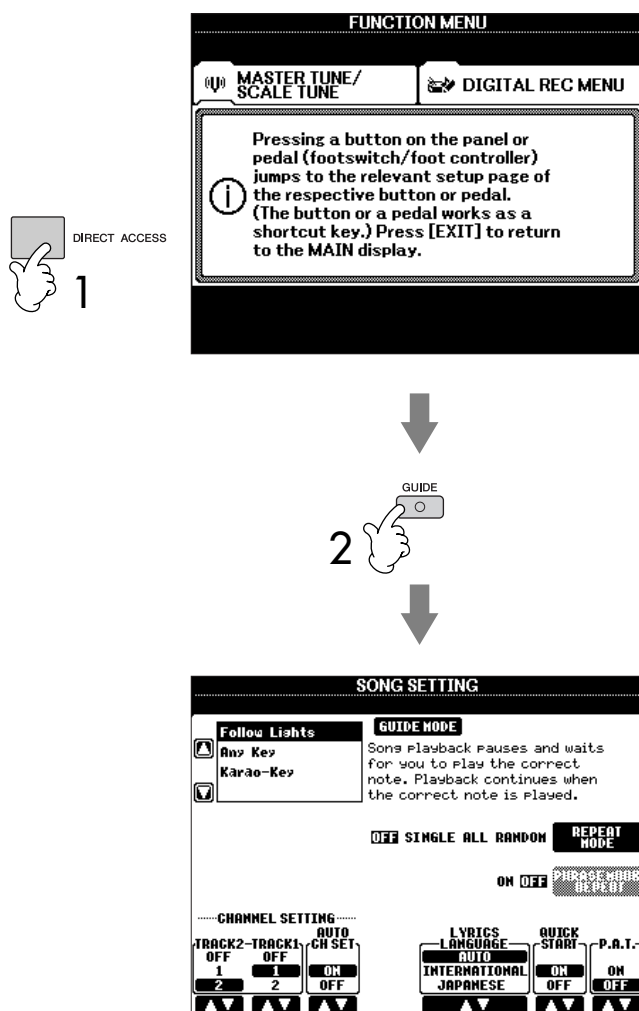 FUNCTION MENU
MASTER TUNE/
SCALE TUNE
DIGITAL REC MENU
Pressing a button on the panel or
pedal (footswitch/foot controller)
jumps to the relevant setup page of
the respective button or pedal.
(The button or a pedal works as a
shortcut key.) Press [EXIT] to return
to the MAIN display.
DIRECT ACCESS
1
GUIDE
2
SONG SETTING
Follow Lights
Any Key
Karao-Key
GUIDE MODE
Song playback pauses and waits
for you to play the correct
note. Playback continues when
the correct note is played.
OFF SINGLE ALL RANDOM
REPEAT
MODE
ON OFF
PHRASE MARK
REPEAT
CHANNEL SETTING
TRACK2
OFF
1
2
TRACK1
OFF
1
2
AUTO
CH SET
ON
OFF
LYRICS
LANGUAGE
AUTO
INTERNATIONAL
JAPANESE
QUICK
START
ON
OFF
P.A.T.
ON
OFF